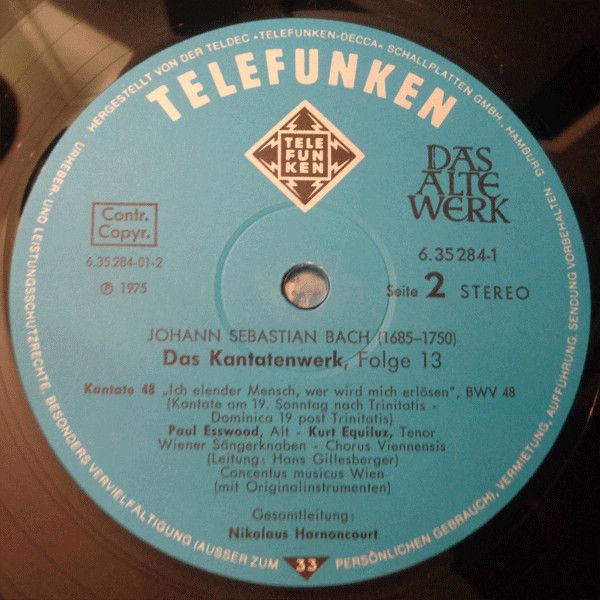 HERGESTELLT VON DER TELDEC »TELEFUNKEN-DECCA« SCHALLPLATTEN GMBH., HAMBURG · URHEBER- UND LEISTUNGSSCHUTZRECHTE VORBEHALTEN · BESONDERS VERVIELFÄLTIGUNG (AUSSER ZUM PERSÖNLICHEN GEBRAUCH), VERMIETUNG, AUFFÜHRUNG, SENDUNG
TELEFUNKEN
TELE
FUN
KEN
DAS
ALTE
WERK
Contr.
Copyr.
6.35 284-01-2
℗ 1975
6.35 284-1
Seite 2 STEREO
JOHANN SEBASTIAN BACH (1685–1750)
Das Kantatenwerk, Folge 13
Kantate 48 „Ich elender Mensch, wer wird mich erlösen", BWV 48
(Kantate am 19. Sonntag nach Trinitatis -
Dominica 19 post Trinitatis)
Paul Esswood, Alt - Kurt Equiluz, Tenor
Wiener Sängerknaben - Chorus Viennensis
(Leitung: Hans Gillesberger)
Concentus musicus Wien
(mit Originalinstrumenten)
Gesamtleitung:
Nikolaus Harnoncourt
33